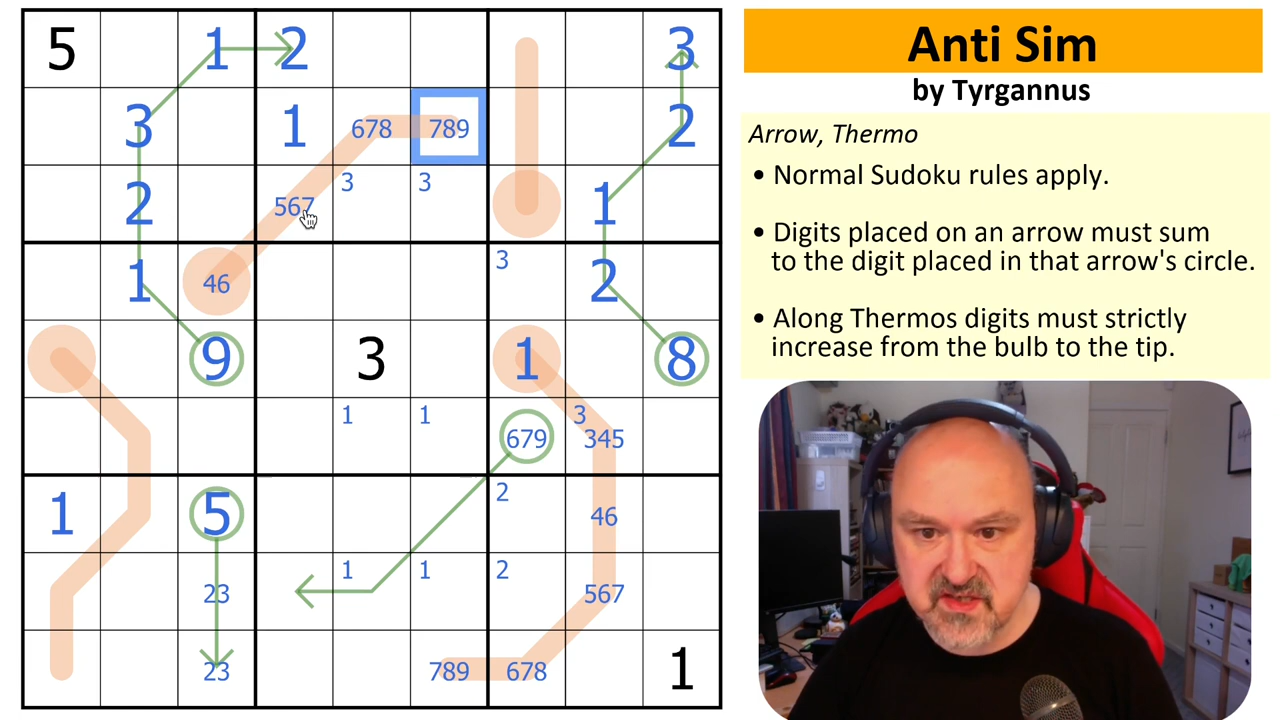 Anti Sim
by Tyrgannus
Arrow, Thermo
• Normal Sudoku rules apply.
• Digits placed on an arrow must sum
to the digit placed in that arrow's circle.
• Along Thermos digits must strictly
increase from the bulb to the tip.
5 1 2 3
3 1 678 789 2
2 567 3 3 1
1 46 3 2
9 3 1 8
1 1 679 3 345
1 5 2 46
23 1 1 2 567
23 789 678 1